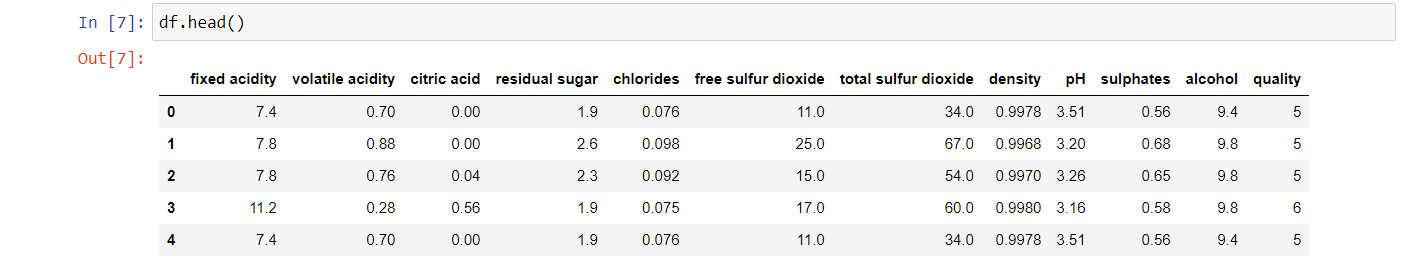 In [7]: df.head()
Out[7]:
fixed acidity volatile acidity citric acid residual sugar chlorides free sulfur dioxide total sulfur dioxide density pH sulphates alcohol quality
0 7.4 0.70 0.00 1.9 0.076 11.0 34.0 0.9978 3.51 0.56 9.4 5
1 7.8 0.88 0.00 2.6 0.098 25.0 67.0 0.9968 3.20 0.68 9.8 5
2 7.8 0.76 0.04 2.3 0.092 15.0 54.0 0.9970 3.26 0.65 9.8 5
3 11.2 0.28 0.56 1.9 0.075 17.0 60.0 0.9980 3.16 0.58 9.8 6
4 7.4 0.70 0.00 1.9 0.076 11.0 34.0 0.9978 3.51 0.56 9.4 5